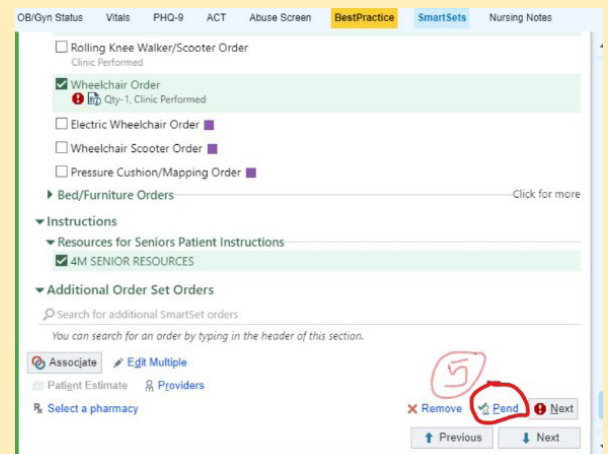 OB/Gyn Status Vitals PHQ-9 ACT Abuse Screen BestPractice SmartSets Nursing Notes
Rolling Knee Walker/Scooter Order
Clinic Performed
Wheelchair Order
Qty-1, Clinic Performed
Electric Wheelchair Order
Wheelchair Scooter Order
Pressure Cushion/Mapping Order
Bed/Furniture Orders Click for more
Instructions
Resources for Seniors Patient Instructions
4M SENIOR RESOURCES
Additional Order Set Orders
Search for additional SmartSet orders
You can search for an order by typing in the header of this section.
Associate Edit Multiple
Patient Estimate Providers
5
Select a pharmacy Remove Pend Next
Previous Next